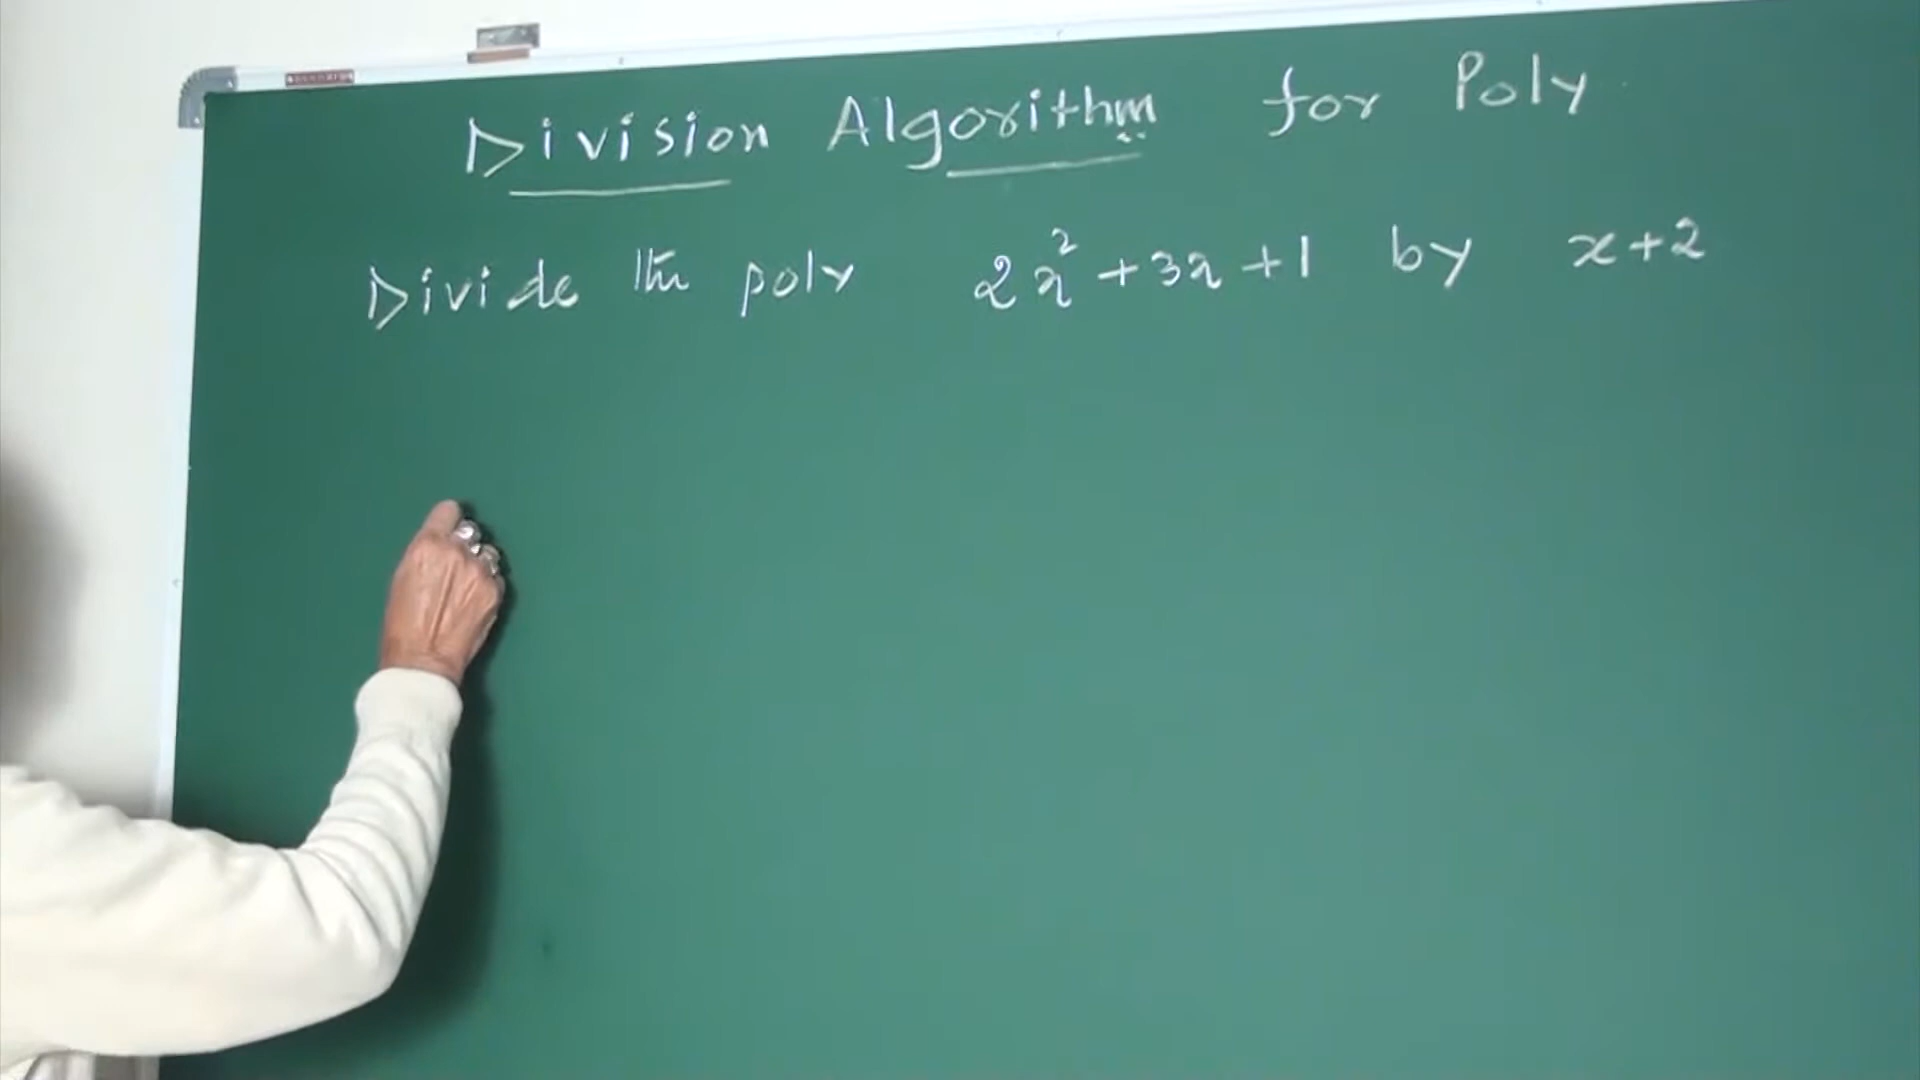 Division Algorithm for Poly
Divide the poly 2x²+3x+1 by x+2